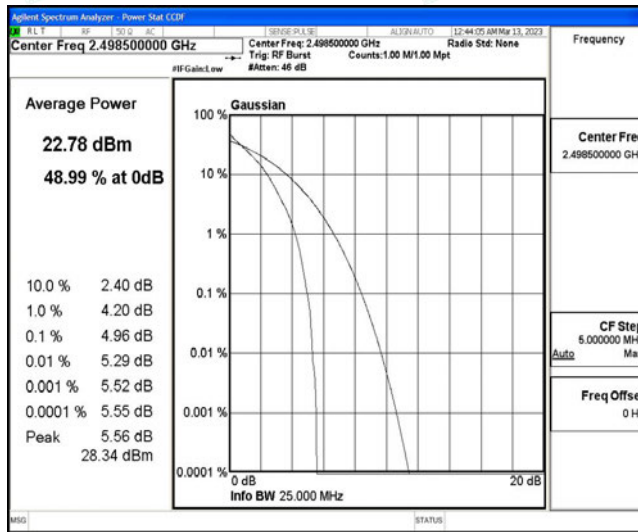 Agilent Spectrum Analyzer - Power Stat CCDF
RLT RF 50 Ω AC SENSE:PULSE ALIGNAUTO 12:44:05 AM Mar 13, 2023
Center Freq 2.498500000 GHz
Center Freq: 2.498500000 GHz Radio Std: None
Trig: RF Burst Counts:1.00 M/1.00 Mpt
#IFGain:Low #Atten: 46 dB
Frequency
Average Power
22.78 dBm
48.99 % at 0dB
10.0 % 2.40 dB
1.0 % 4.20 dB
0.1 % 4.96 dB
0.01 % 5.29 dB
0.001 % 5.52 dB
0.0001 % 5.55 dB
Peak 5.56 dB
28.34 dBm
Gaussian
100 %
10 %
1 %
0.1 %
0.01 %
0.001 %
0.0001 %
0 dB 20 dB
Info BW 25.000 MHz
Center Fre
2.498500000 GH
CF Ste
5.000000 MH
Auto Ma
Freq Offse
0 H
MSG STATUS